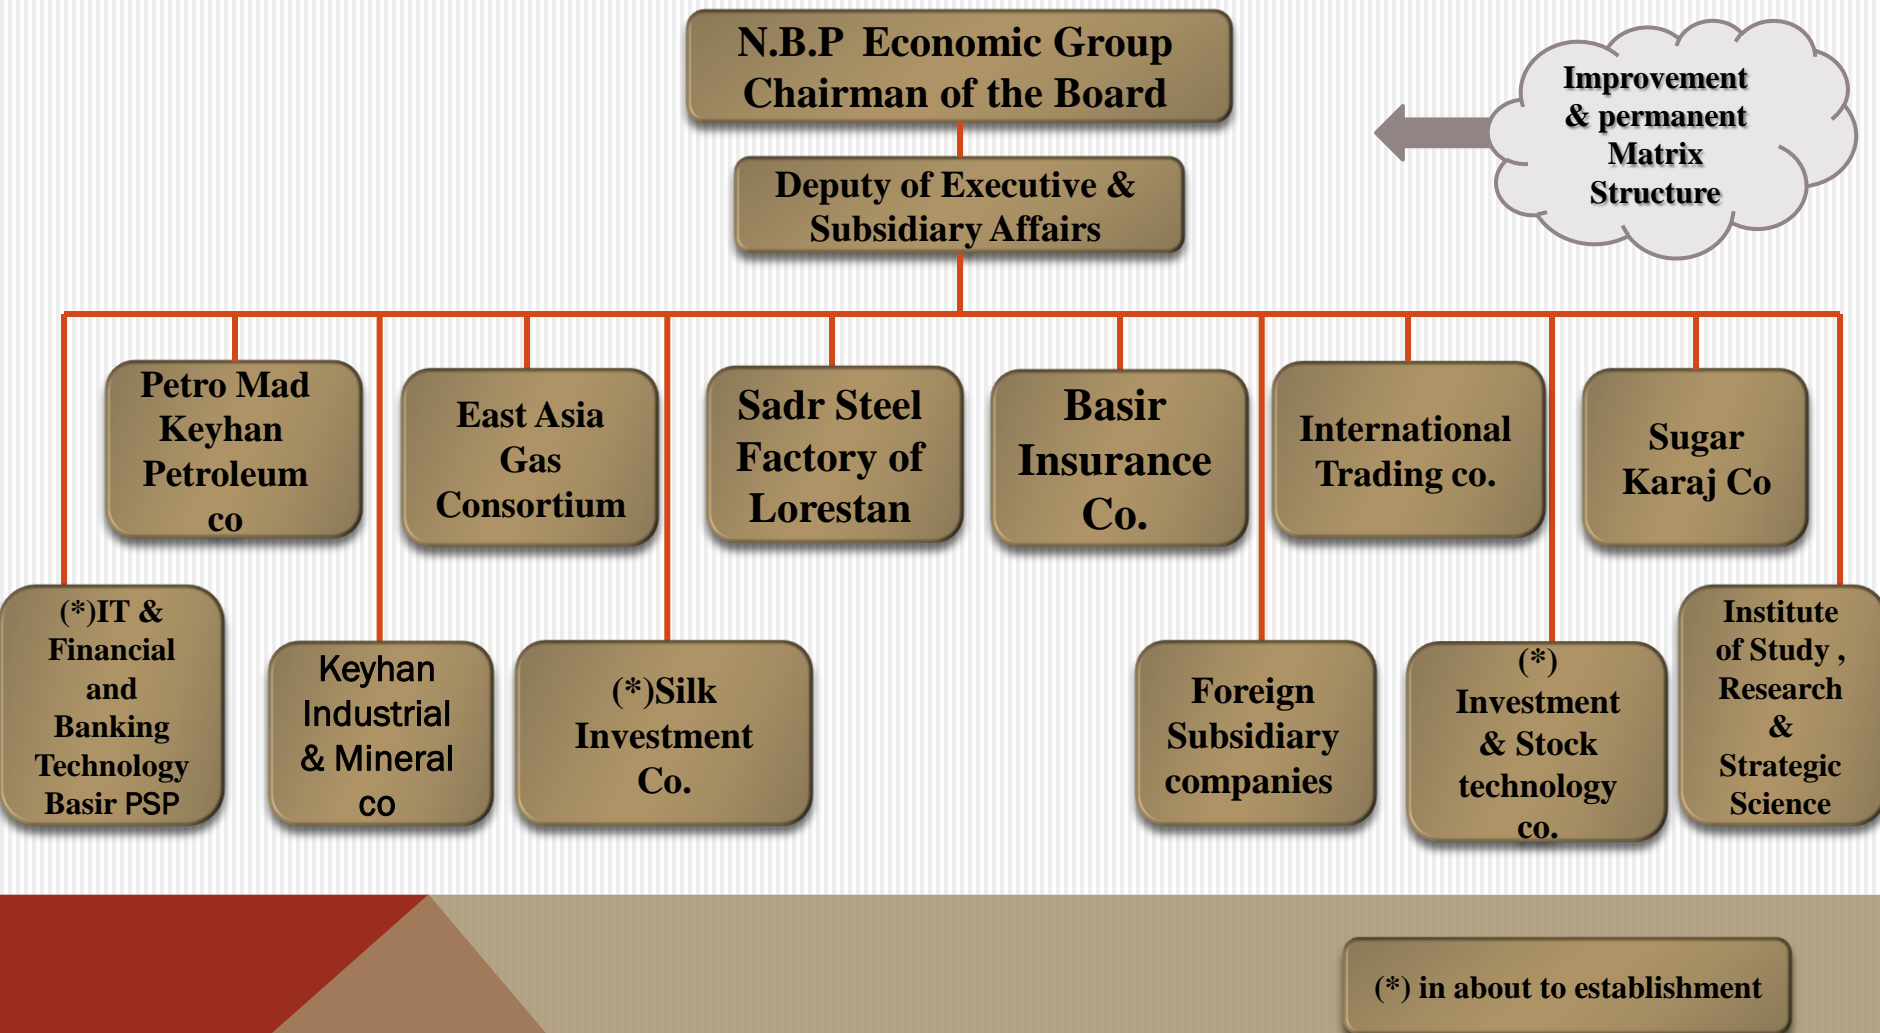 N.B.P Economic Group
Chairman of the Board
Improvement
& permanent
Matrix
Structure
Deputy of Executive &
Subsidiary Affairs
Petro Mad
Keyhan
Petroleum
co
East Asia
Gas
Consortium
Sadr Steel
Factory of
Lorestan
Basir
Insurance
Co.
International
Trading co.
Sugar
Karaj Co
(*)IT &
Financial
and
Banking
Technology
Basir PSP
Keyhan
Industrial
& Mineral
co
(*)Silk
Investment
Co.
Foreign
Subsidiary
companies
(*)
Investment
& Stock
technology
co.
Institute
of Study ,
Research
&
Strategic
Science
(*) in about to establishment